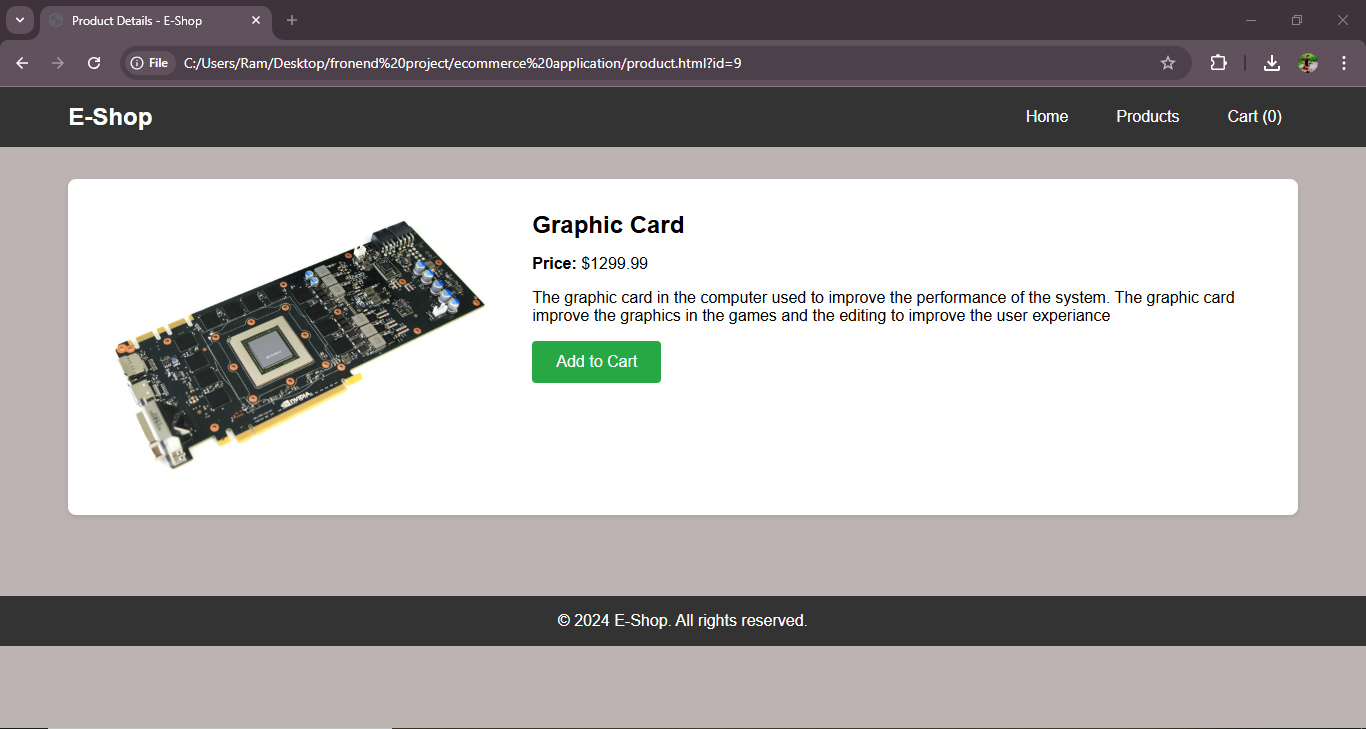 Product Details - E-Shop
File
C:/Users/Ram/Desktop/fronend%20project/ecommerce%20application/product.html?id=9
E-Shop
Home
Products
Cart (0)
Graphic Card
Price: $1299.99
The graphic card in the computer used to improve the performance of the system. The graphic card
improve the graphics in the games and the editing to improve the user experiance
Add to Cart
NVIDIA
© 2024 E-Shop. All rights reserved.